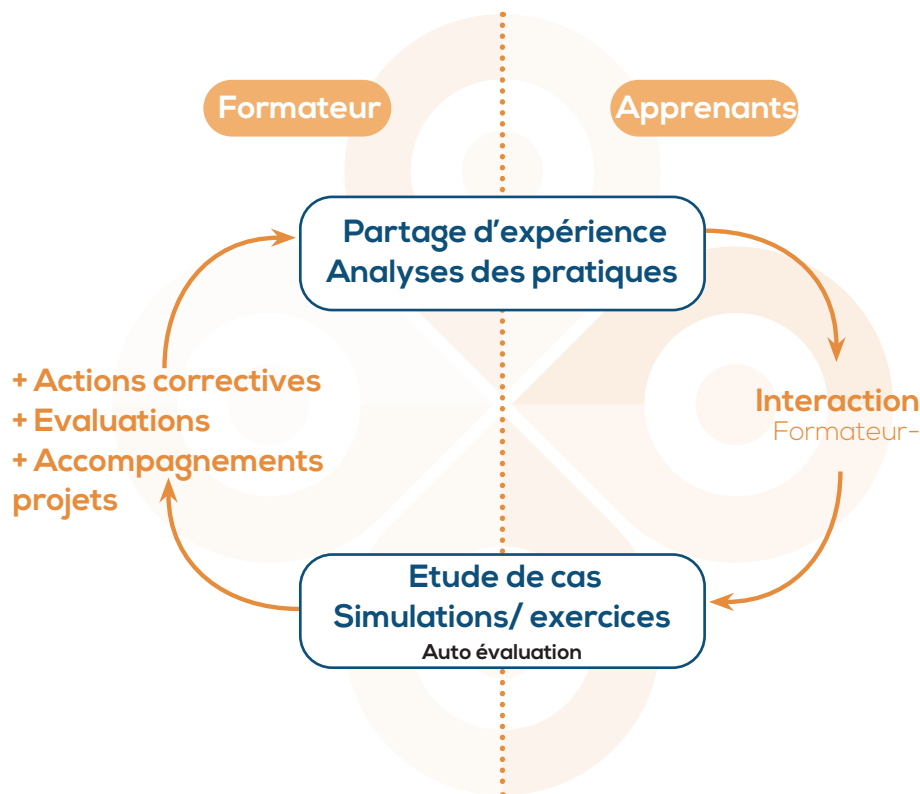 Formateur
Apprenants
Partage d'expérience
Analyses des pratiques
+ Actions correctives
+ Evaluations
+ Accompagnements
projets
Interaction
Formateur-
Etude de cas
Simulations/ exercices
Auto évaluation